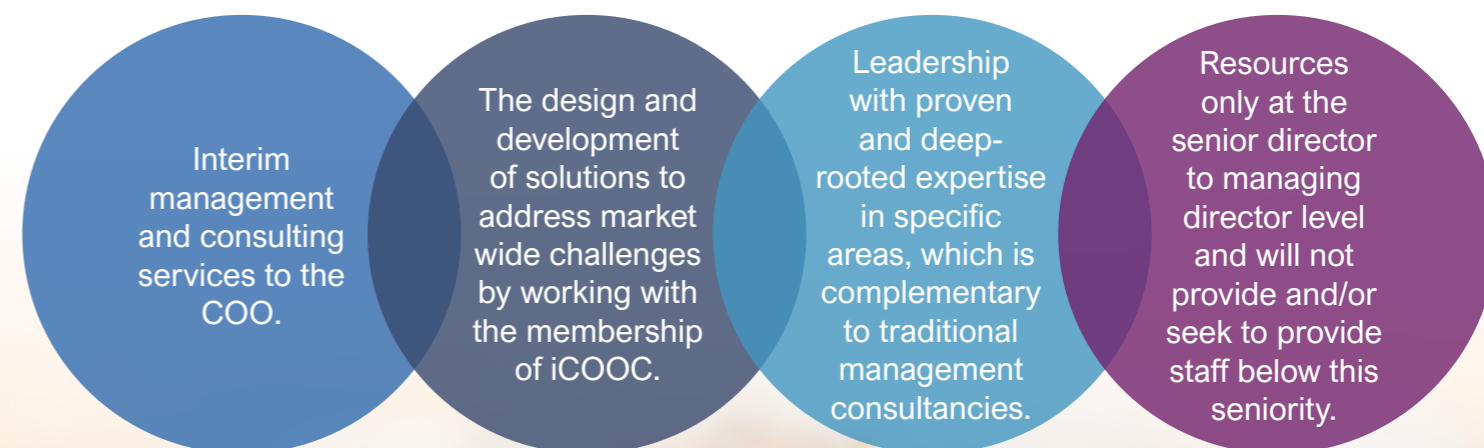 Interim
management
and consulting
services to the
COO.
The design and
development
of solutions to
address market
wide challenges
by working with
the membership
of iCOOC.
Leadership
with proven
and deep-
rooted expertise
in specific
areas, which is
complementary
to traditional
management
consultancies.
Resources
only at the
senior director
to managing
director level
and will not
provide and/or
seek to provide
staff below this
seniority.